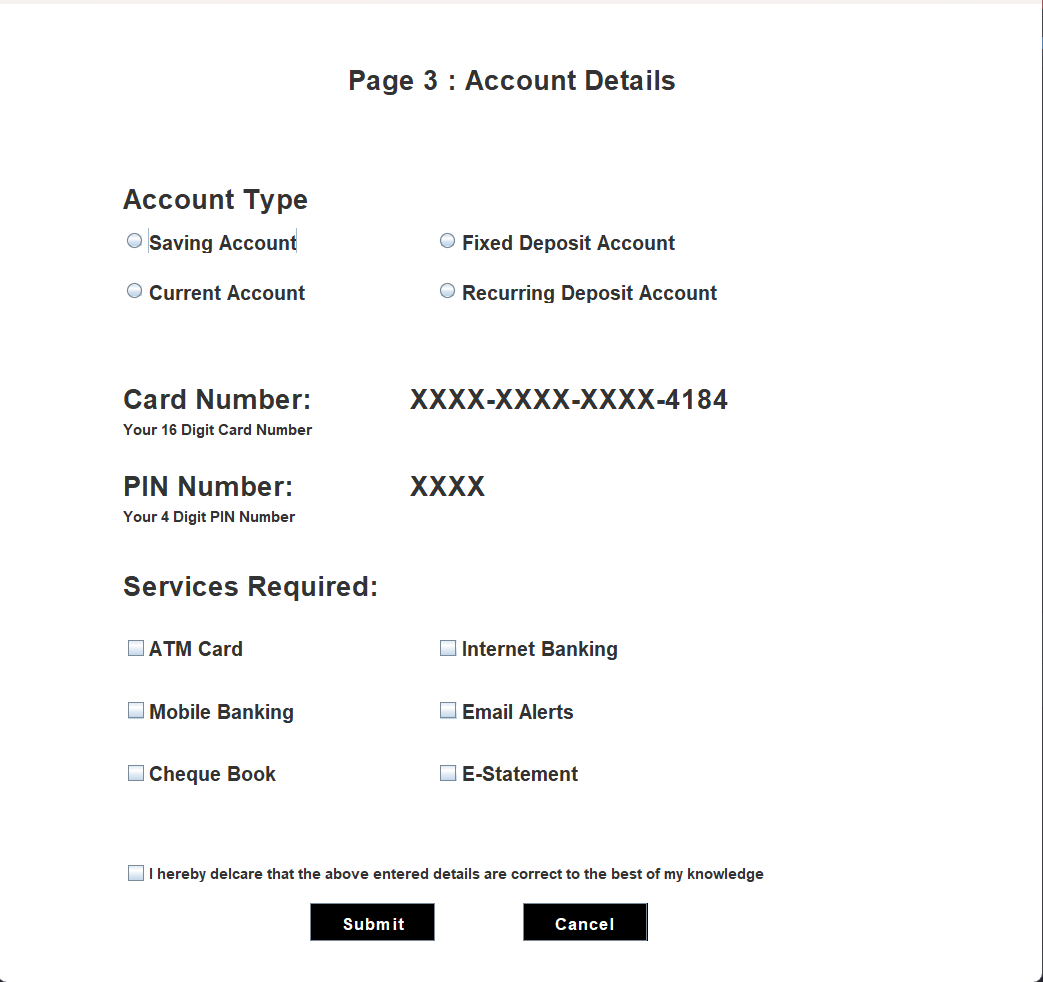 Page 3 : Account Details
Account Type
Saving Account Fixed Deposit Account
Current Account Recurring Deposit Account
Card Number: XXXX-XXXX-XXXX-4184
Your 16 Digit Card Number
PIN Number: XXXX
Your 4 Digit PIN Number
Services Required:
ATM Card Internet Banking
Mobile Banking Email Alerts
Cheque Book E-Statement
I hereby delcare that the above entered details are correct to the best of my knowledge
Submit Cancel